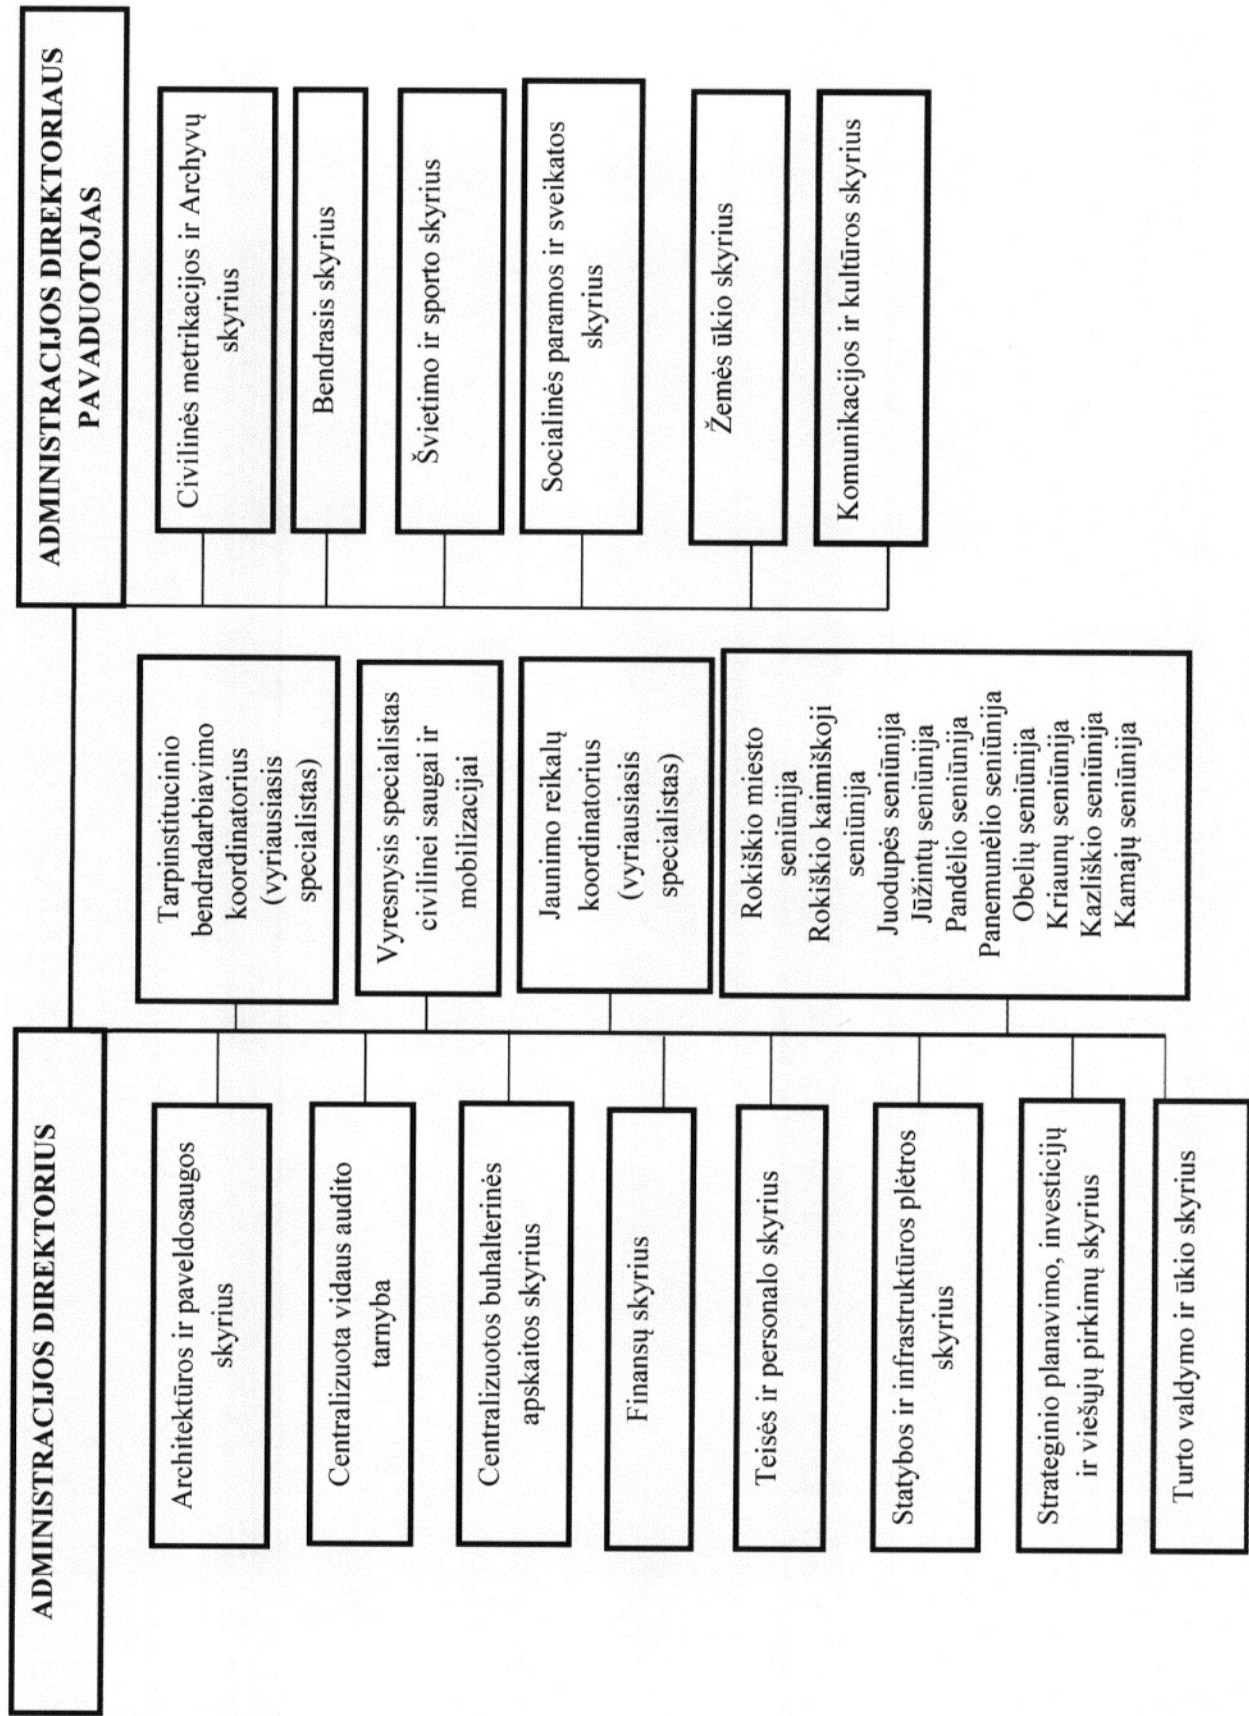 ADMINISTRACIJOS DIREKTORIUS
Architektūros ir paveldosaugos
skyrius
Centralizuota vidaus audito
tarnyba
Centralizuotos buhalterinės
apskaitos skyrius
Finansų skyrius
Teisės ir personalo skyrius
Statybos ir infrastruktūros plėtros
skyrius
Strateginio planavimo, investicijų
ir viešųjų pirkimų skyrius
Turto valdymo ir ūkio skyrius
Tarpinstitucinio
bendradarbiavimo
koordinatorius
(vyriausiasis
specialistas)
Vyresnysis specialistas
civilinei saugai ir
mobilizacijai
Jaunimo reikalų
koordinatorius
(vyriausiasis
specialistas)
Rokiškio miesto
seniūnija
Rokiškio kaimiškoji
seniūnija
Juodupės seniūnija
Jūžintų seniūnija
Pandėlio seniūnija
Panemunėlio seniūnija
Obelių seniūnija
Kriaunų seniūnija
Kazliškio seniūnija
Kamajų seniūnija
ADMINISTRACIJOS DIREKTORIAUS
PAVADUOTOJAS
Civilinės metrikacijos ir Archyvų
skyrius
Bendrasis skyrius
Švietimo ir sporto skyrius
Socialinės paramos ir sveikatos
skyrius
Žemės ūkio skyrius
Komunikacijos ir kultūros skyrius